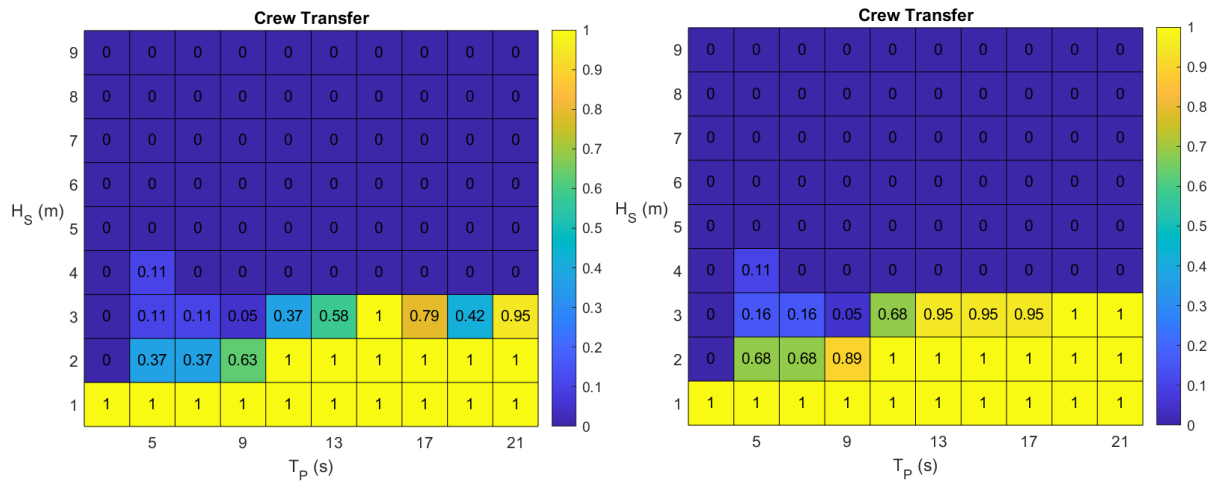 Crew Transfer
9 0 0 0 0 0 0 0 0 0 0
8 0 0 0 0 0 0 0 0 0 0
7 0 0 0 0 0 0 0 0 0 0
6 0 0 0 0 0 0 0 0 0 0
5 0 0 0 0 0 0 0 0 0 0
4 0 0.11 0 0 0 0 0 0 0 0
3 0 0.11 0.11 0.05 0.37 0.58 1 0.79 0.42 0.95
2 0 0.37 0.37 0.63 1 1 1 1 1 1
1 1 1 1 1 1 1 1 1 1 1
5 9 13 17 21
H_S (m)
T_P (s)
1
0.9
0.8
0.7
0.6
0.5
0.4
0.3
0.2
0.1
0
Crew Transfer
9 0 0 0 0 0 0 0 0 0 0
8 0 0 0 0 0 0 0 0 0 0
7 0 0 0 0 0 0 0 0 0 0
6 0 0 0 0 0 0 0 0 0 0
5 0 0 0 0 0 0 0 0 0 0
4 0 0.11 0 0 0 0 0 0 0 0
3 0 0.16 0.16 0.05 0.68 0.95 0.95 0.95 1 1
2 0 0.68 0.68 0.89 1 1 1 1 1 1
1 1 1 1 1 1 1 1 1 1 1
5 9 13 17 21
H_S (m)
T_P (s)
1
0.9
0.8
0.7
0.6
0.5
0.4
0.3
0.2
0.1
0